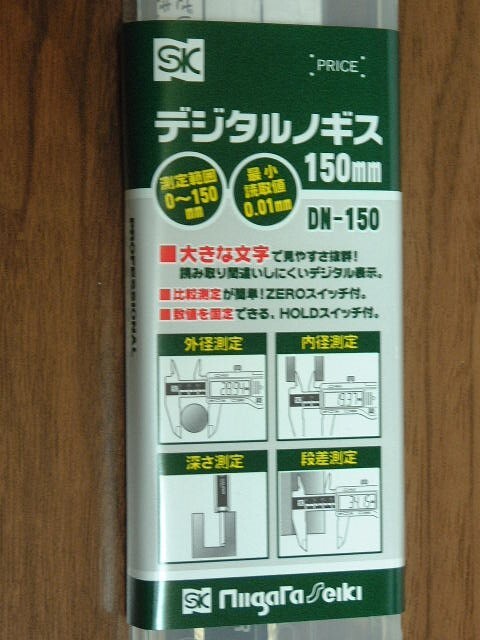 SK
PRICE
デジタルノギス
150mm
測定範囲
0〜150
mm
最小
読取値
0.01mm
DN-150
■大きな文字で見やすさ抜群!
読み取り間違いしにくいデジタル表示。
■比較測定が簡単!ZEROスイッチ付。
■数値を固定できる、HOLDスイッチ付。
外径測定
内径測定
深さ測定
段差測定
SK Niigata Seiki